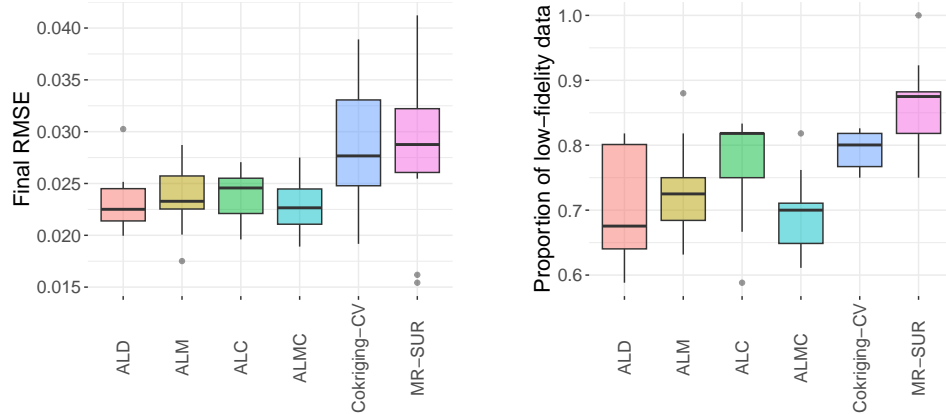 Final RMSE
0.040
0.035
0.030
0.025
0.020
0.015
ALD
ALM
ALC
ALMC
Cokriging−CV
MR−SUR
Proportion of low−fidelity data
1.0
0.9
0.8
0.7
0.6
ALD
ALM
ALC
ALMC
Cokriging−CV
MR−SUR